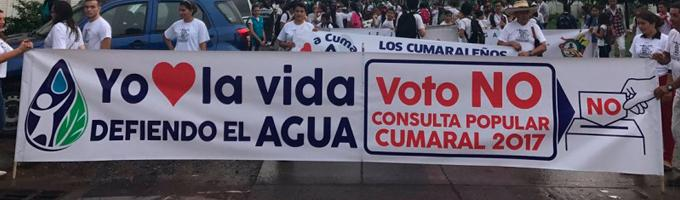 LOS CUMARALEÑOS
Yo ❤ la vida
DEFIENDO EL AGUA
Voto NO
CONSULTA POPULAR
CUMARAL 2017
NO